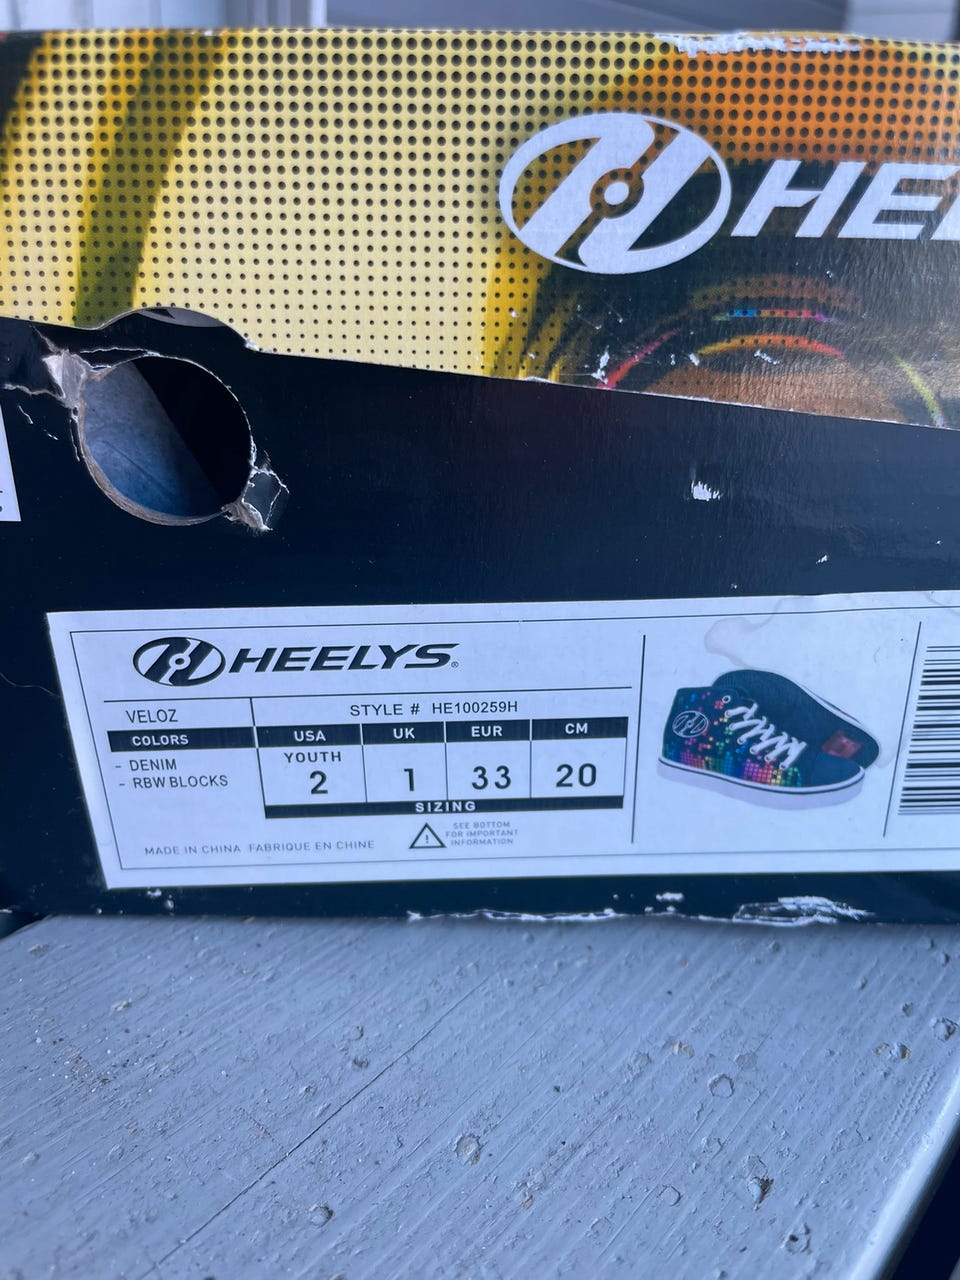 HEELYS
VELOZ
STYLE # HE100259H
COLORS
USA UK EUR CM
- DENIM
- RBW BLOCKS
YOUTH
2 1 33 20
SIZING
SEE BOTTOM
FOR IMPORTANT
INFORMATION
MADE IN CHINA FABRIQUE EN CHINE